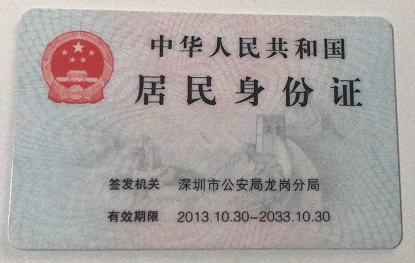 中华人民共和国
居民身份证
签发机关 深圳市公安局龙岗分局
有效期限 2013.10.30-2033.10.30